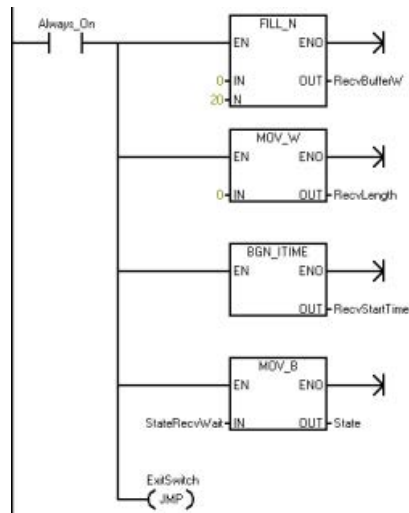 Always_On
FILL_N
EN ENO
0 IN OUT RecvBufferW
20 N
MOV_W
EN ENO
0 IN OUT RecvLength
BGN_ITIME
EN ENO
OUT RecvStartTime
MOV_B
EN ENO
StateRecvWait IN OUT State
ExitSwitch
JMP